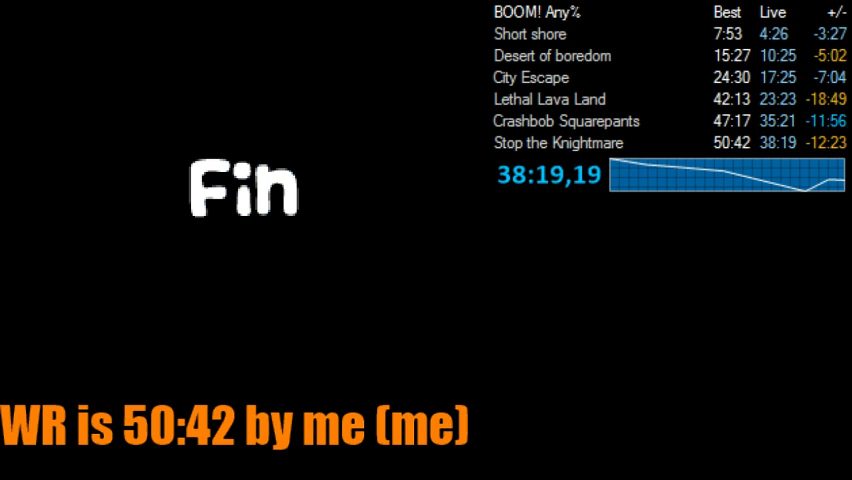 BOOM! Any% Best Live +/-
Short shore 7:53 4:26 -3:27
Desert of boredom 15:27 10:25 -5:02
City Escape 24:30 17:25 -7:04
Lethal Lava Land 42:13 23:23 -18:49
Crashbob Squarepants 47:17 35:21 -11:56
Stop the Knightmare 50:42 38:19 -12:23
38:19,19
Fin
WR is 50:42 by me (me)